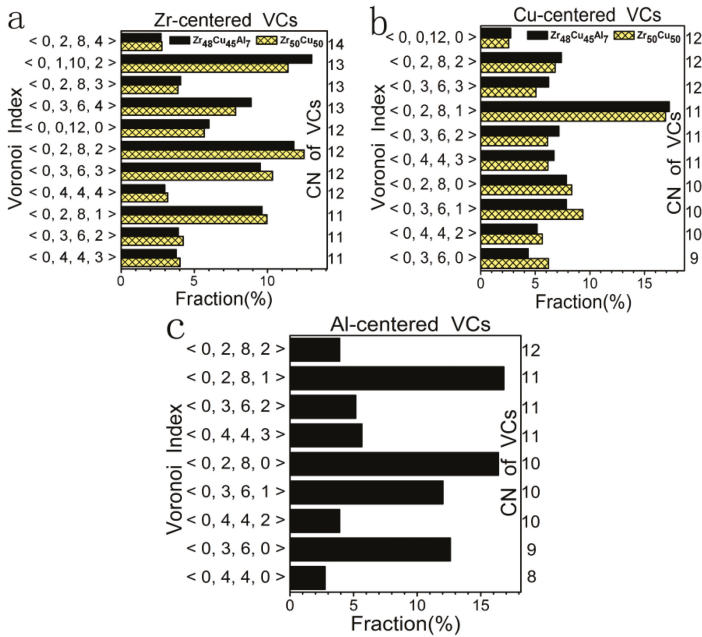 a
Zr-centered VCs
Zr48Cu45Al7 Zr50Cu50
Voronoi Index
CN of VCs
< 0, 2, 8, 4 > 14
< 0, 1,10, 2 > 13
< 0, 2, 8, 3 > 13
< 0, 3, 6, 4 > 13
< 0, 0,12, 0 > 12
< 0, 2, 8, 2 > 12
< 0, 3, 6, 3 > 12
< 0, 4, 4, 4 > 12
< 0, 2, 8, 1 > 11
< 0, 3, 6, 2 > 11
< 0, 4, 4, 3 > 11
0 5 10
Fraction(%)
b
Cu-centered VCs
Zr48Cu45Al7 Zr50Cu50
Voronoi Index
CN of VCs
< 0, 0,12, 0 > 12
< 0, 2, 8, 2 > 12
< 0, 3, 6, 3 > 12
< 0, 2, 8, 1 > 11
< 0, 3, 6, 2 > 11
< 0, 4, 4, 3 > 11
< 0, 2, 8, 0 > 10
< 0, 3, 6, 1 > 10
< 0, 4, 4, 2 > 10
< 0, 3, 6, 0 > 9
0 5 10 15
Fraction(%)
c
Al-centered VCs
Voronoi Index
CN of VCs
< 0, 2, 8, 2 > 12
< 0, 2, 8, 1 > 11
< 0, 3, 6, 2 > 11
< 0, 4, 4, 3 > 11
< 0, 2, 8, 0 > 10
< 0, 3, 6, 1 > 10
< 0, 4, 4, 2 > 10
< 0, 3, 6, 0 > 9
< 0, 4, 4, 0 > 8
0 5 10 15
Fraction(%)